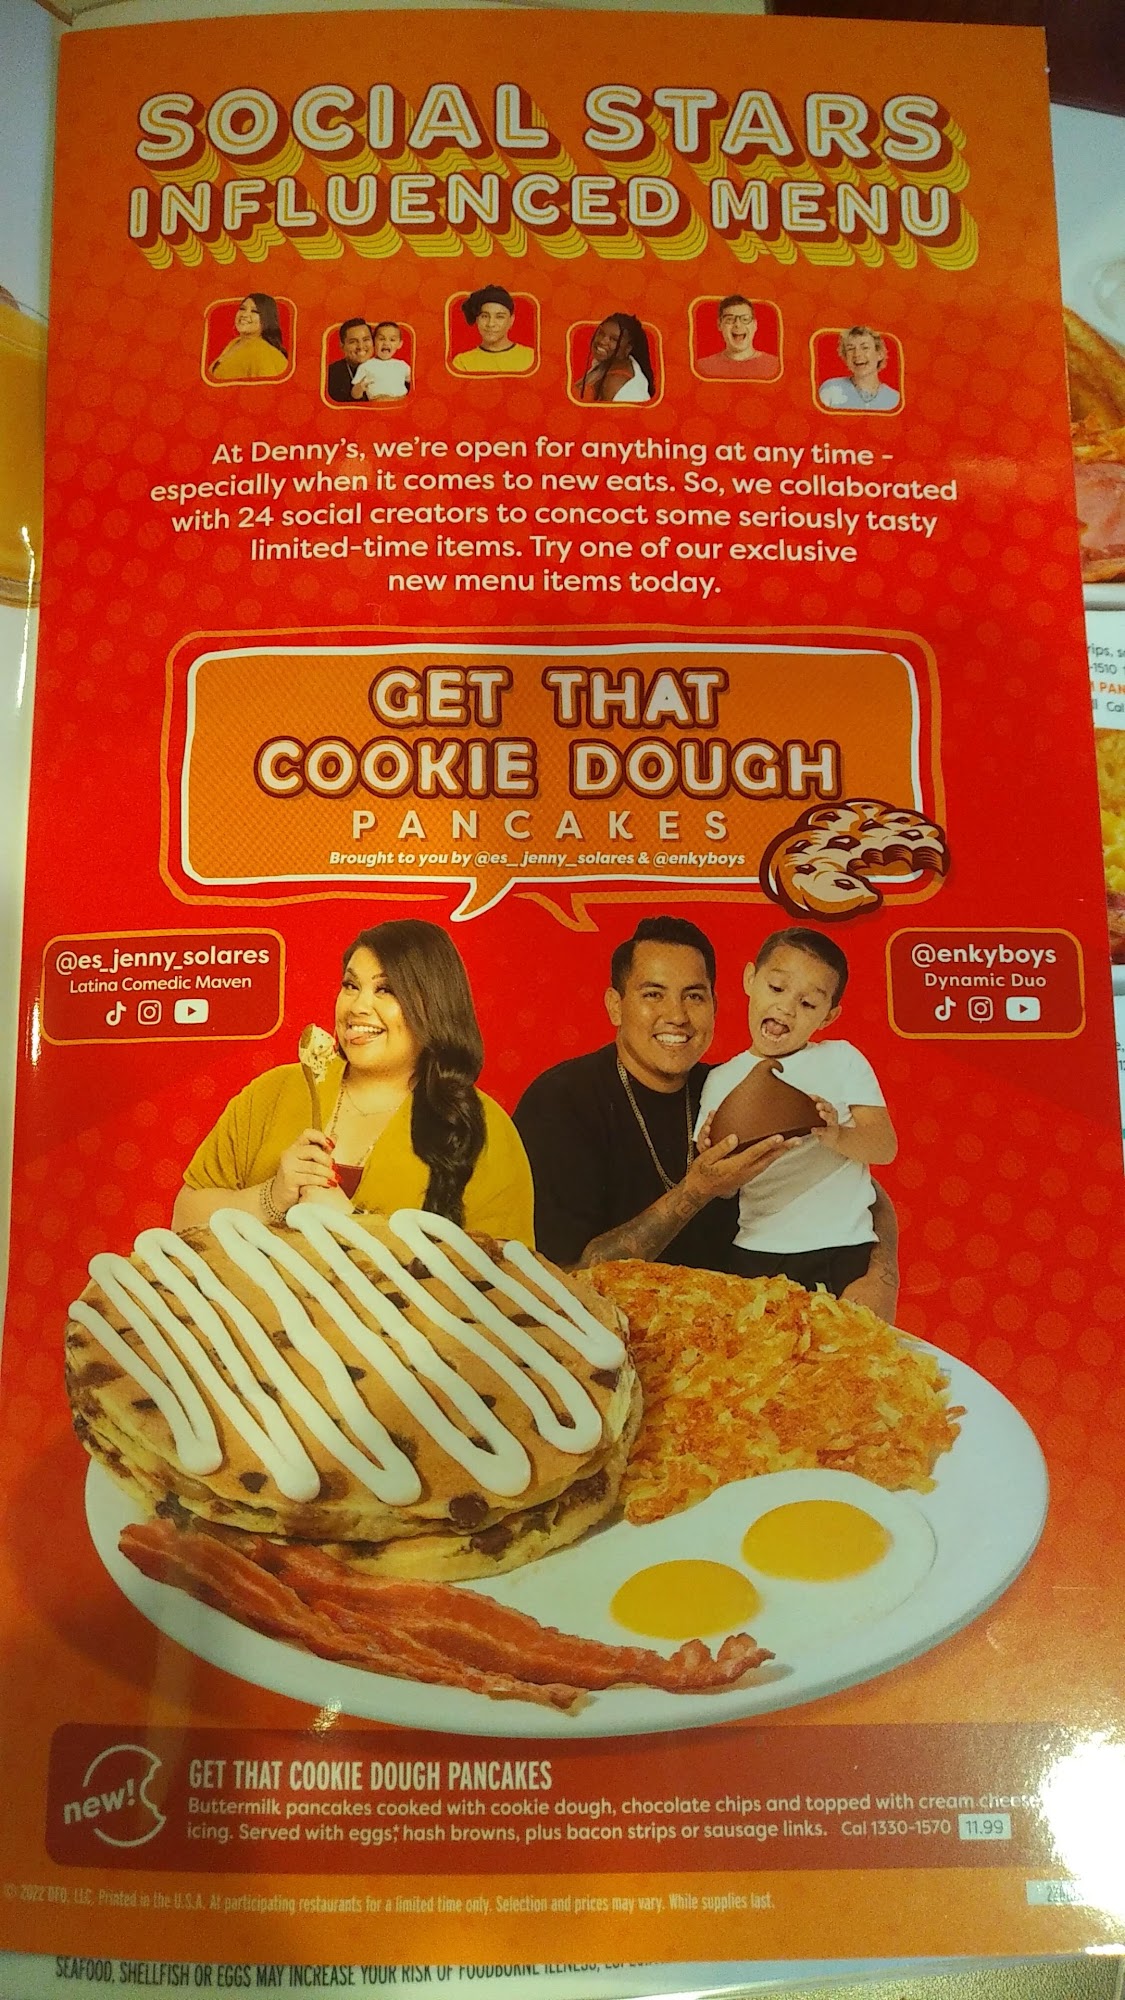 SOCIAL STARS
INFLUENCED MENU
At Denny's, we're open for anything at any time -
especially when it comes to new eats. So, we collaborated
with 24 social creators to concoct some seriously tasty
limited-time items. Try one of our exclusive
new menu items today.
GET THAT
COOKIE DOUGH
PANCAKES
Brought to you by @es_jenny_solares & @enkyboys
@es_jenny_solares
Latina Comedic Maven
@enkyboys
Dynamic Duo
new!
GET THAT COOKIE DOUGH PANCAKES
Buttermilk pancakes cooked with cookie dough, chocolate chips and topped with cream cheese
icing. Served with eggs,* hash browns, plus bacon strips or sausage links. Cal 1330-1570 11.99
© 2022 DFO, LLC. Printed in the U.S.A. At participating restaurants for a limited time only. Selection and prices may vary. While supplies last.
SEAFOOD, SHELLFISH OR EGGS MAY INCREASE YOUR RISK OF FOODBORNE ILLNESS,
-1510
PAN
Cal